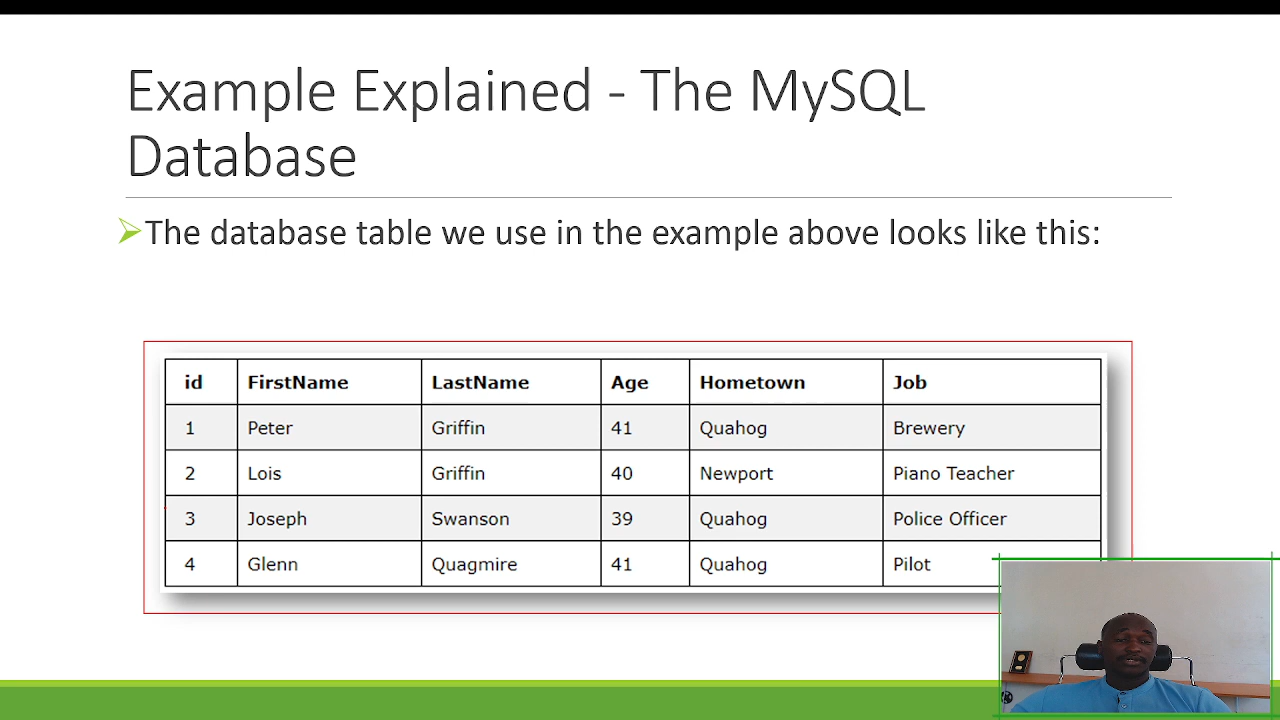 Example Explained - The MySQL
Database
The database table we use in the example above looks like this:
id FirstName LastName Age Hometown Job
1 Peter Griffin 41 Quahog Brewery
2 Lois Griffin 40 Newport Piano Teacher
3 Joseph Swanson 39 Quahog Police Officer
4 Glenn Quagmire 41 Quahog Pilot